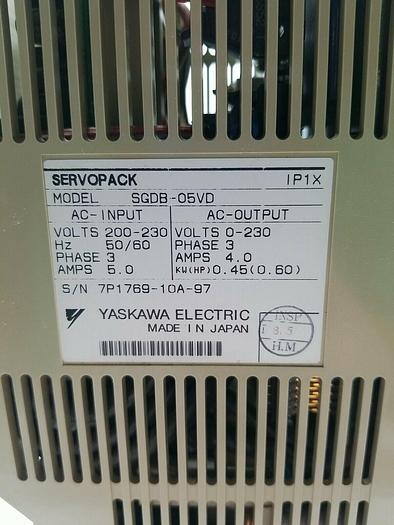 SERVOPACK IP1X
MODEL SGDB-05VD
AC-INPUT AC-OUTPUT
VOLTS 200-230 VOLTS 0-230
Hz 50/60 PHASE 3
PHASE 3 AMPS 4.0
AMPS 5.0 KW(HP) 0.45(0.60)
S/N 7P1769-10A-97
YASKAWA ELECTRIC
MADE IN JAPAN
INSP
H.M